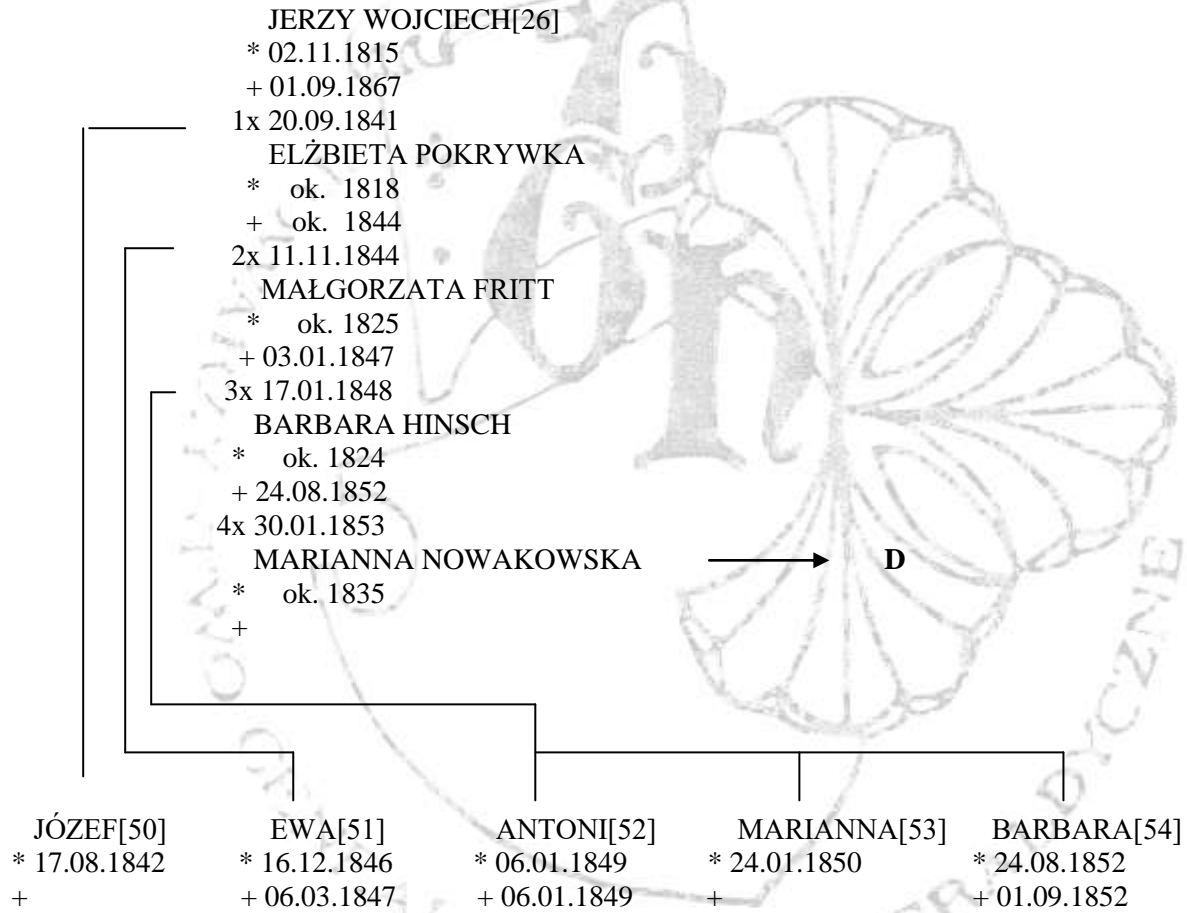 JERZY WOJCIECH[26]
* 02.11.1815
+ 01.09.1867
1x 20.09.1841
ELŻBIETA POKRYWKA
* ok. 1818
+ ok. 1844
2x 11.11.1844
MAŁGORZATA FRITT
* ok. 1825
+ 03.01.1847
3x 17.01.1848
BARBARA HINSCH
* ok. 1824
+ 24.08.1852
4x 30.01.1853
MARIANNA NOWAKOWSKA D
* ok. 1835
+
JÓZEF[50] EWA[51] ANTONI[52] MARIANNA[53] BARBARA[54]
* 17.08.1842 * 16.12.1846 * 06.01.1849 * 24.01.1850 * 24.08.1852
+ + 06.03.1847 + 06.01.1849 + + 01.09.1852